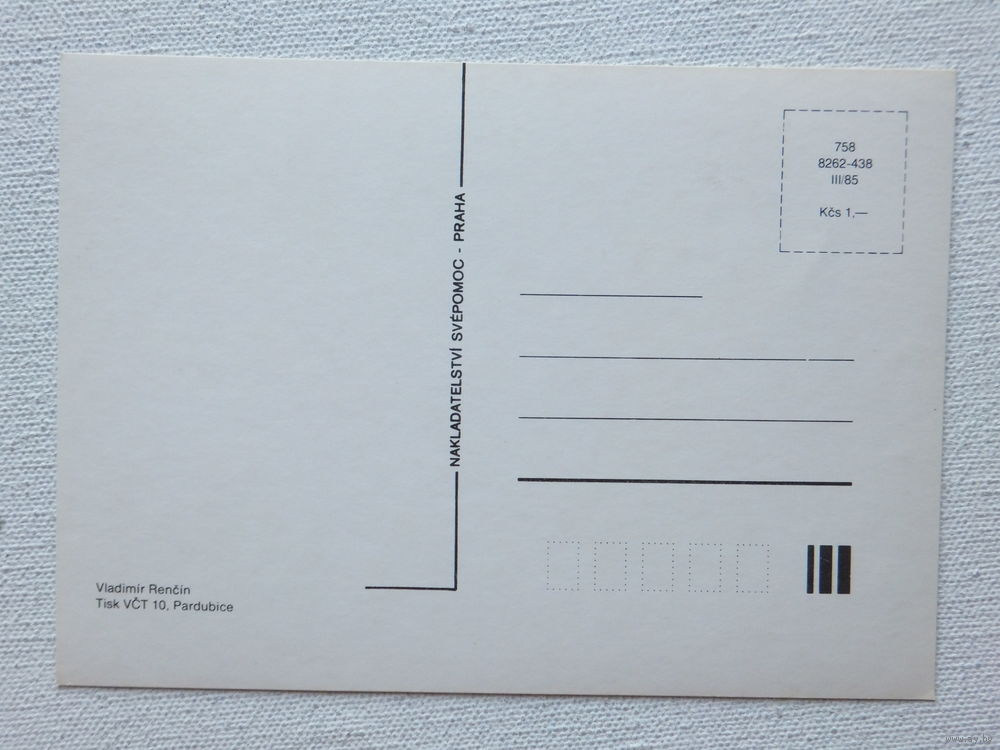 758
8262-438
III/85
Kčs 1,—
NAKLADATELSTVÍ SVÉPOMOC - PRAHA
Vladimír Renčín
Tisk VČT 10, Pardubice